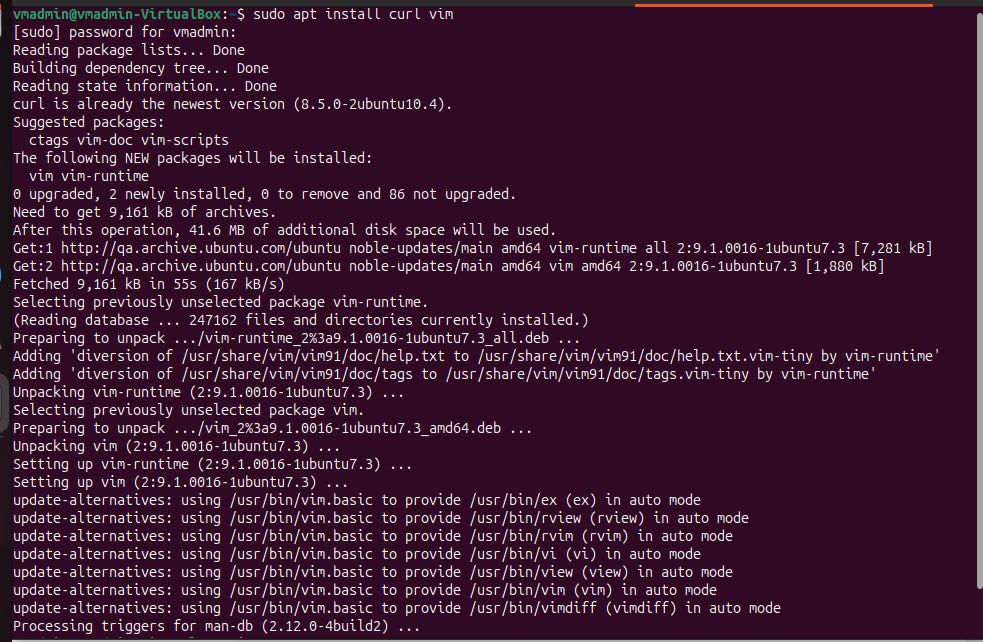 vmadmin@vmadmin-VirtualBox:~$ sudo apt install curl vim
[sudo] password for vmadmin:
Reading package lists... Done
Building dependency tree... Done
Reading state information... Done
curl is already the newest version (8.5.0-2ubuntu10.4).
Suggested packages:
  ctags vim-doc vim-scripts
The following NEW packages will be installed:
  vim vim-runtime
0 upgraded, 2 newly installed, 0 to remove and 86 not upgraded.
Need to get 9,161 kB of archives.
After this operation, 41.6 MB of additional disk space will be used.
Get:1 http://qa.archive.ubuntu.com/ubuntu noble-updates/main amd64 vim-runtime all 2:9.1.0016-1ubuntu7.3 [7,281 kB]
Get:2 http://qa.archive.ubuntu.com/ubuntu noble-updates/main amd64 vim amd64 2:9.1.0016-1ubuntu7.3 [1,880 kB]
Fetched 9,161 kB in 55s (167 kB/s)
Selecting previously unselected package vim-runtime.
(Reading database ... 247162 files and directories currently installed.)
Preparing to unpack .../vim-runtime_2%3a9.1.0016-1ubuntu7.3_all.deb ...
Adding 'diversion of /usr/share/vim/vim91/doc/help.txt to /usr/share/vim/vim91/doc/help.txt.vim-tiny by vim-runtime'
Adding 'diversion of /usr/share/vim/vim91/doc/tags to /usr/share/vim/vim91/doc/tags.vim-tiny by vim-runtime'
Unpacking vim-runtime (2:9.1.0016-1ubuntu7.3) ...
Selecting previously unselected package vim.
Preparing to unpack .../vim_2%3a9.1.0016-1ubuntu7.3_amd64.deb ...
Unpacking vim (2:9.1.0016-1ubuntu7.3) ...
Setting up vim-runtime (2:9.1.0016-1ubuntu7.3) ...
Setting up vim (2:9.1.0016-1ubuntu7.3) ...
update-alternatives: using /usr/bin/vim.basic to provide /usr/bin/ex (ex) in auto mode
update-alternatives: using /usr/bin/vim.basic to provide /usr/bin/rview (rview) in auto mode
update-alternatives: using /usr/bin/vim.basic to provide /usr/bin/rvim (rvim) in auto mode
update-alternatives: using /usr/bin/vim.basic to provide /usr/bin/vi (vi) in auto mode
update-alternatives: using /usr/bin/vim.basic to provide /usr/bin/view (view) in auto mode
update-alternatives: using /usr/bin/vim.basic to provide /usr/bin/vim (vim) in auto mode
update-alternatives: using /usr/bin/vim.basic to provide /usr/bin/vimdiff (vimdiff) in auto mode
Processing triggers for man-db (2.12.0-4build2) ...